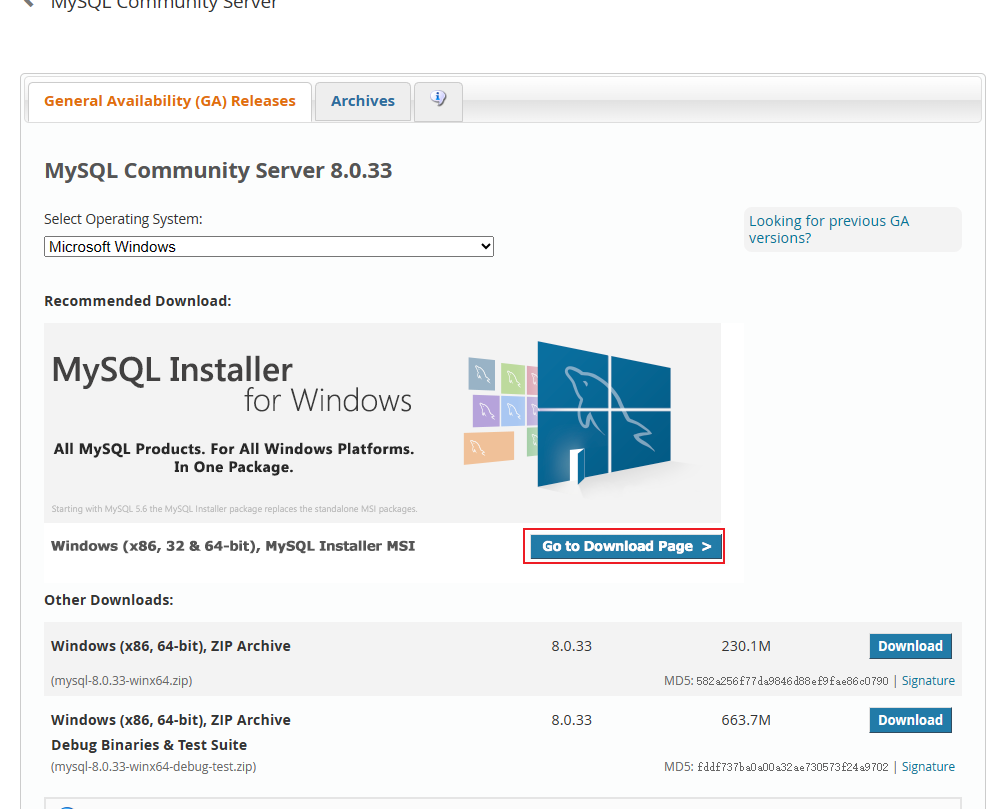 MySQL Community Server
General Availability (GA) Releases
Archives
i
MySQL Community Server 8.0.33
Select Operating System:
Microsoft Windows
Looking for previous GA
versions?
Recommended Download:
MySQL Installer
for Windows
All MySQL Products. For All Windows Platforms.
In One Package.
Starting with MySQL 5.6 the MySQL Installer package replaces the standalone MSI packages.
Windows (x86, 32 & 64-bit), MySQL Installer MSI
Go to Download Page >
Other Downloads:
Windows (x86, 64-bit), ZIP Archive 8.0.33 230.1M Download
(mysql-8.0.33-winx64.zip) MD5: 582a256f77da9846d88ef9fae86c0790 | Signature
Windows (x86, 64-bit), ZIP Archive 8.0.33 663.7M Download
Debug Binaries & Test Suite
(mysql-8.0.33-winx64-debug-test.zip) MD5: fddf737ba0a00a32ae730573f24a9702 | Signature